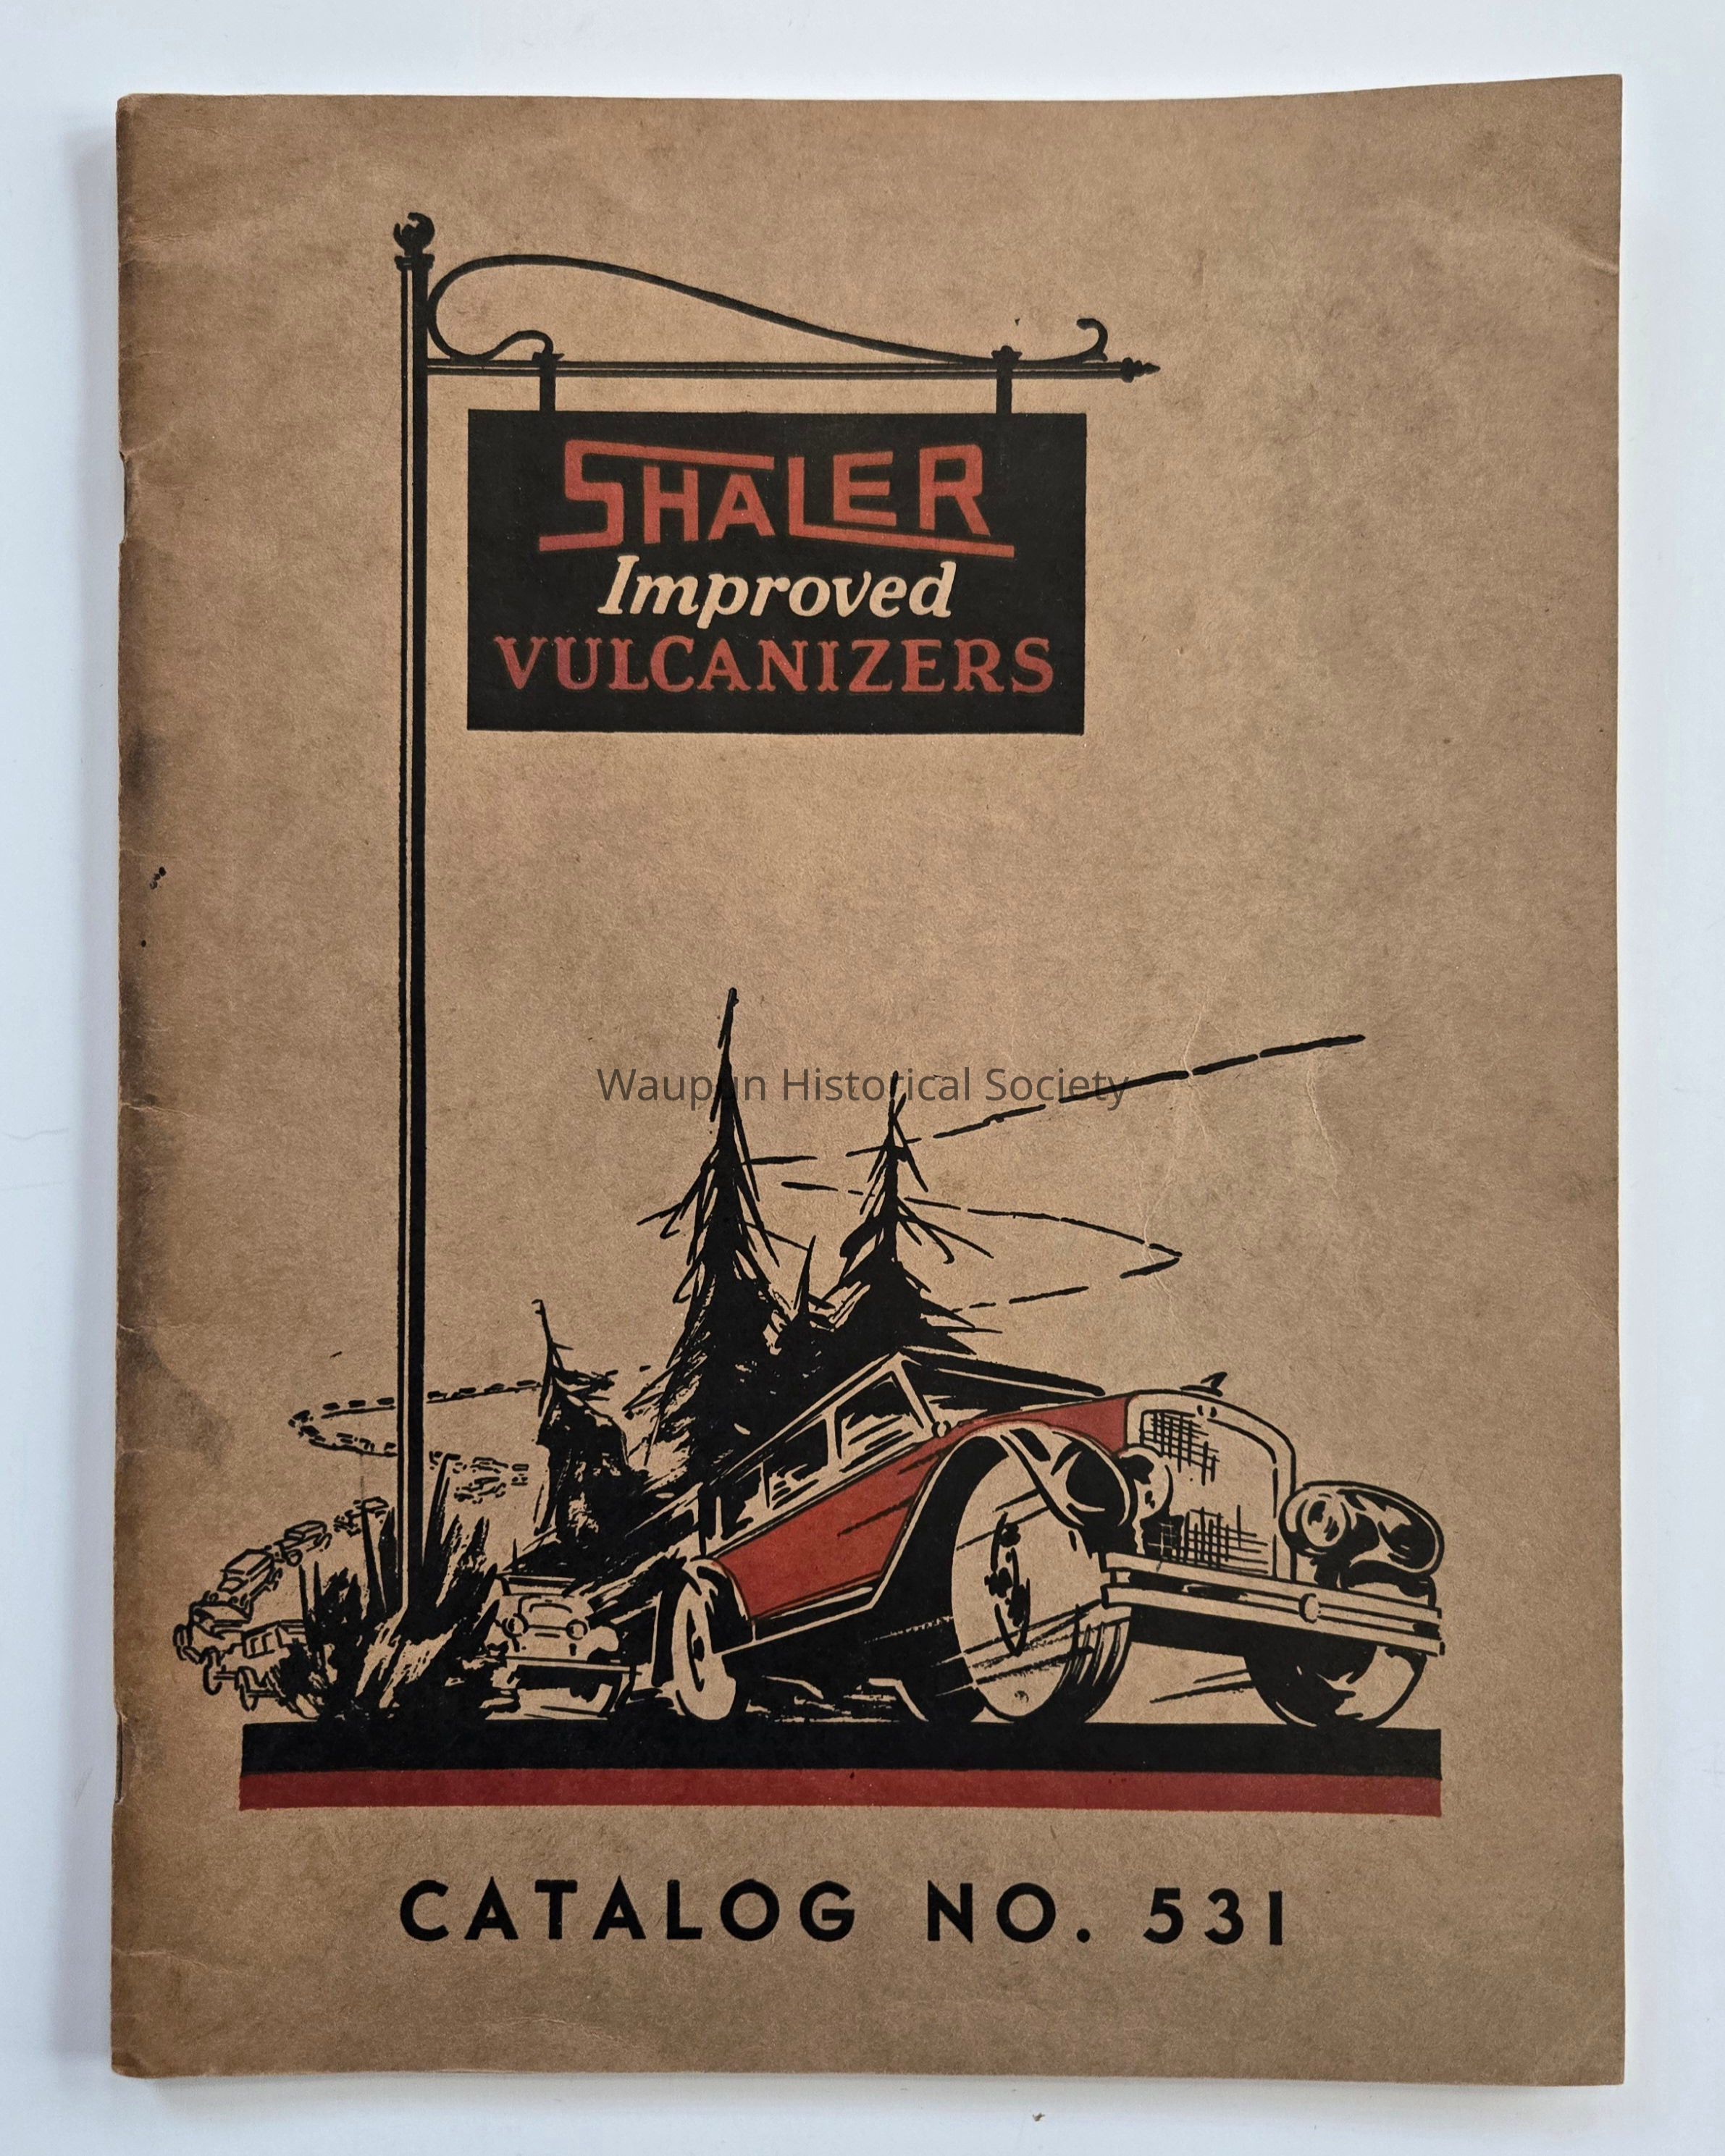 SHALER
Improved
VULCANIZERS
Waupun Historical Society
CATALOG NO. 531